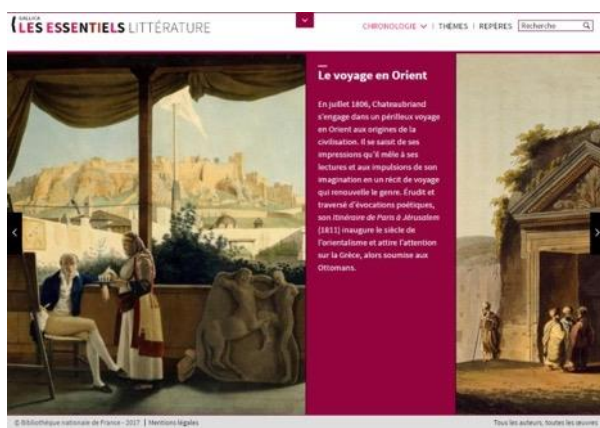 GALLICA
LES ESSENTIELS LITTÉRATURE
CHRONOLOGIE | THÈMES | REPÈRES Recherche
Le voyage en Orient
En juillet 1806, Chateaubriand
s'engage dans un périlleux voyage
en Orient aux origines de la
civilisation. Il se saisit de ses
impressions qu'il mêle à ses
lectures et aux impulsions de son
imagination en un récit de voyage
qui renouvelle le genre. Érudit et
traversé d'évocations poétiques,
son Itinéraire de Paris à Jérusalem
(1811) inaugure le siècle de
l'orientalisme et attire l'attention
sur la Grèce, alors soumise aux
Ottomans.
© Bibliothèque nationale de France - 2017 | Mentions légales
Tous les auteurs, toutes les œuvres